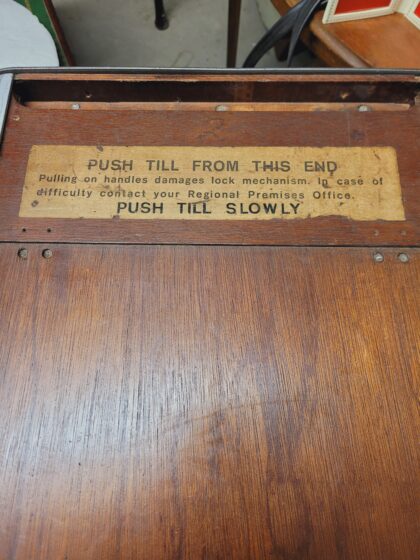 PUSH TILL FROM THIS END
Pulling on handles damages lock mechanism. In case of
difficulty contact your Regional Premises Office.
PUSH TILL SLOWLY